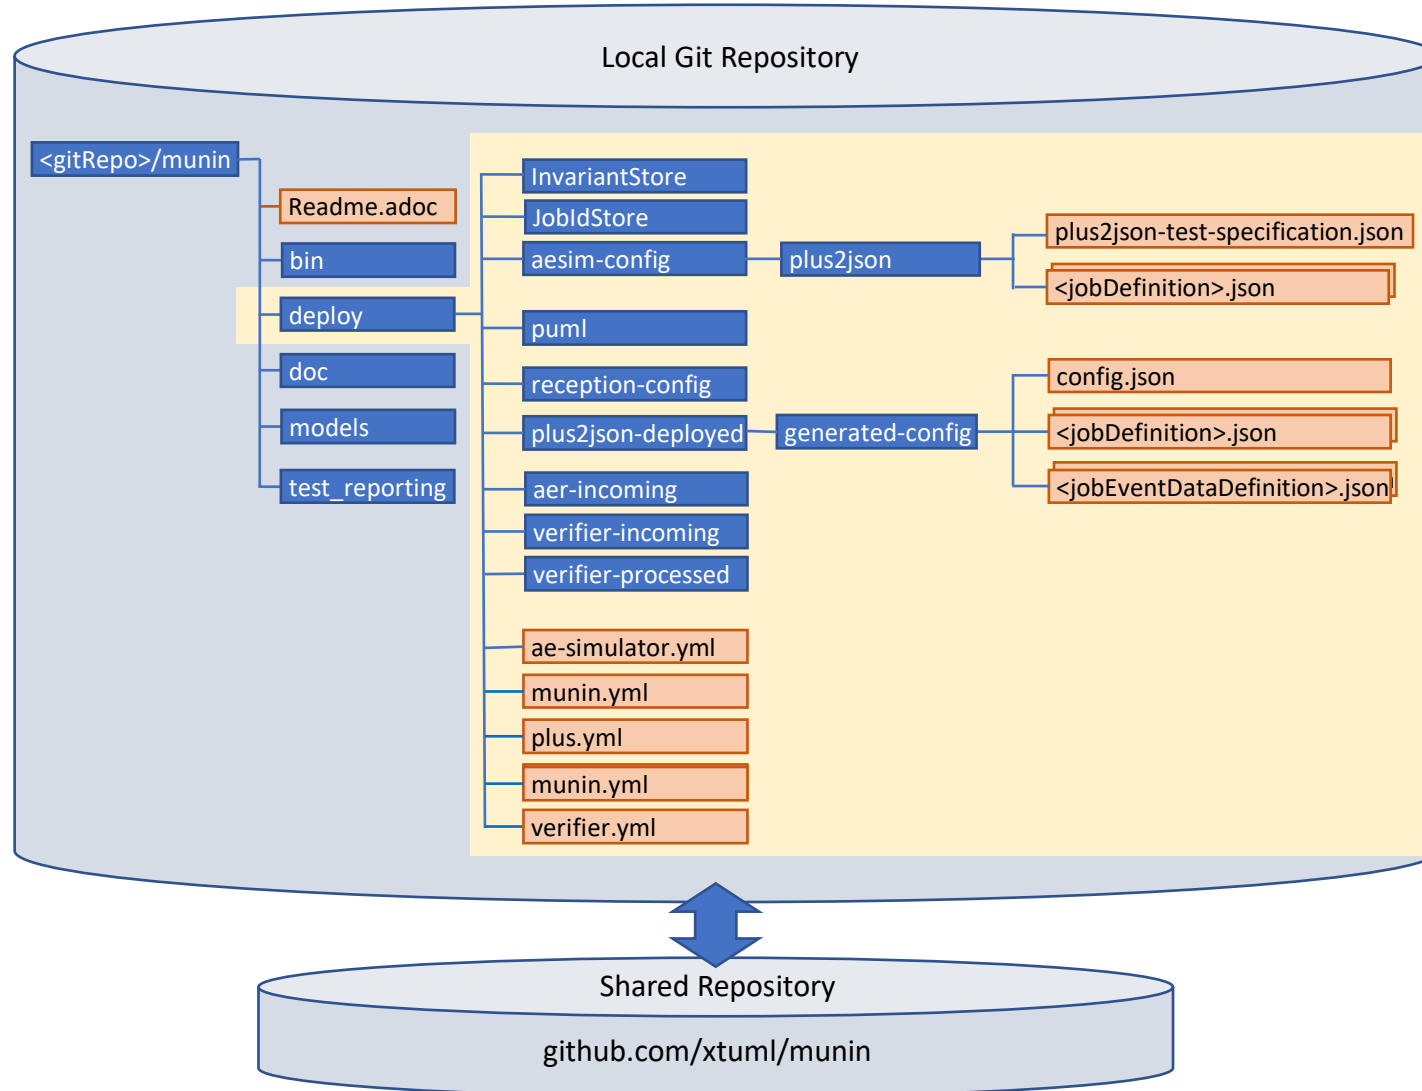 Local Git Repository
<gitRepo>/munin
Readme.adoc
bin
deploy
doc
models
test_reporting
InvariantStore
JobIdStore
aesim-config
puml
reception-config
plus2json-deployed
aer-incoming
verifier-incoming
verifier-processed
ae-simulator.yml
munin.yml
plus.yml
munin.yml
verifier.yml
plus2json
generated-config
plus2json-test-specification.json
<jobDefinition>.json
config.json
<jobDefinition>.json
<jobEventDataDefinition>.json
Shared Repository
github.com/xtuml/munin